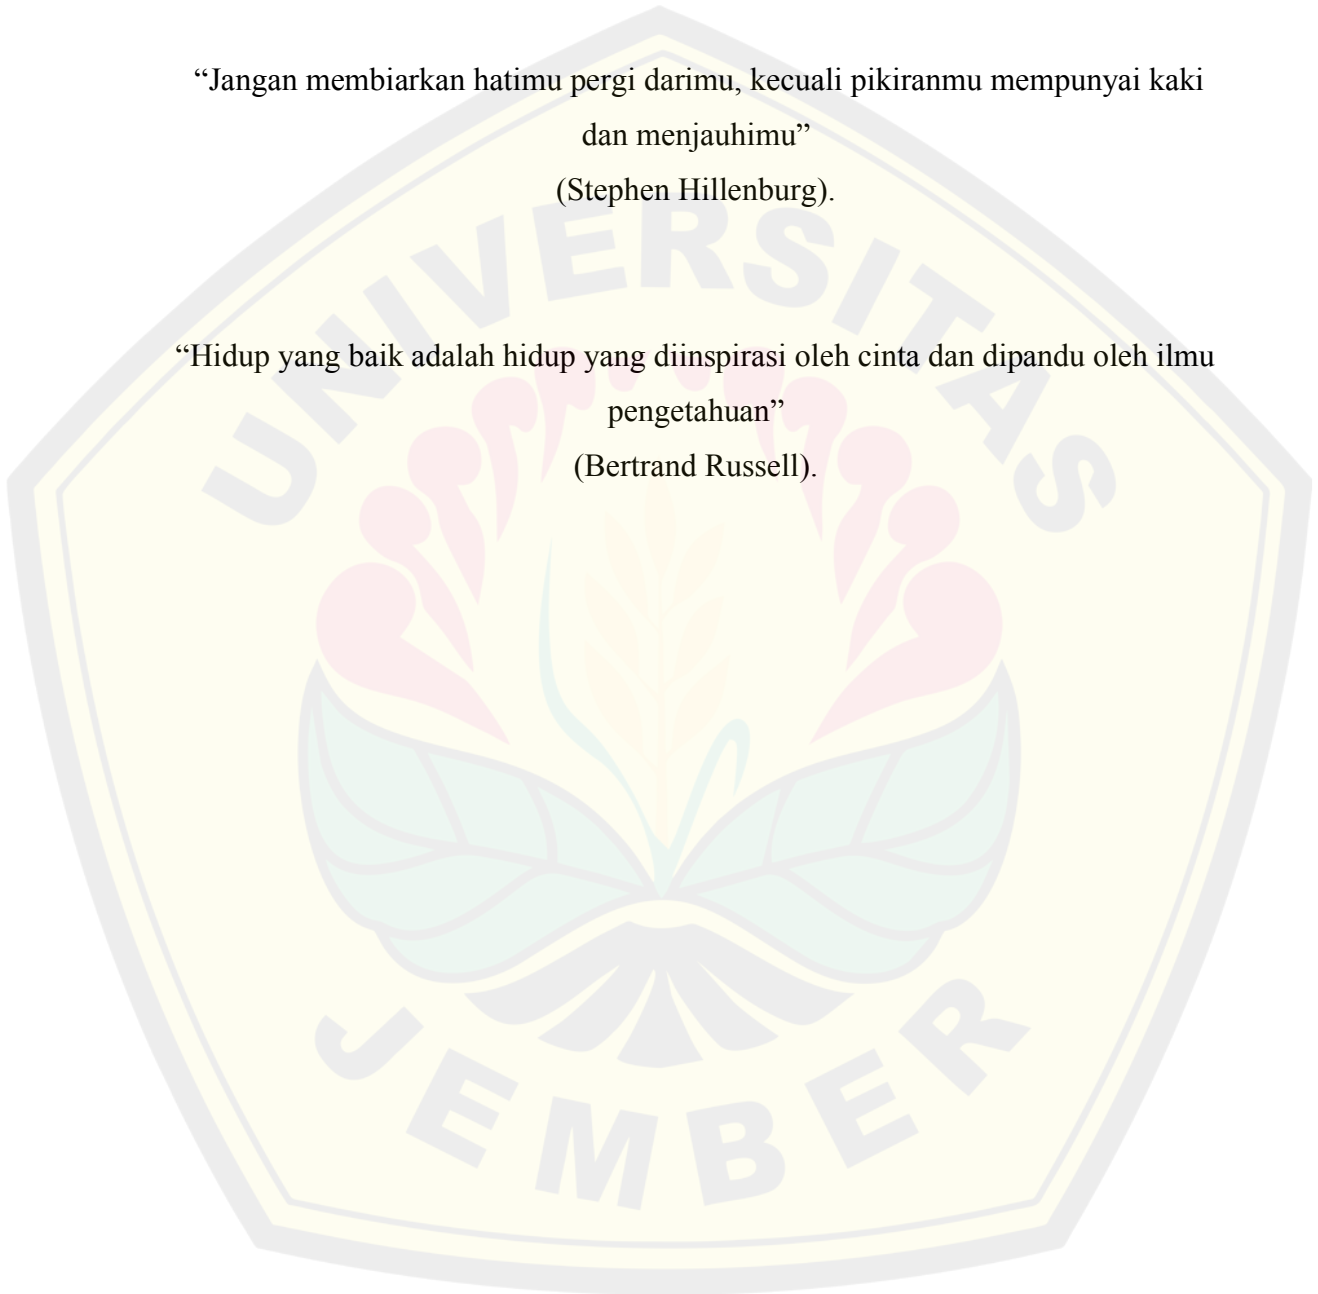 “Jangan membiarkan hatimu pergi darimu, kecuali pikiranmu mempunyai kaki
dan menjauhimu”
(Stephen Hillenburg).
“Hidup yang baik adalah hidup yang diinspirasi oleh cinta dan dipandu oleh ilmu
pengetahuan”
(Bertrand Russell).
UNIVERSITAS
JEMBER